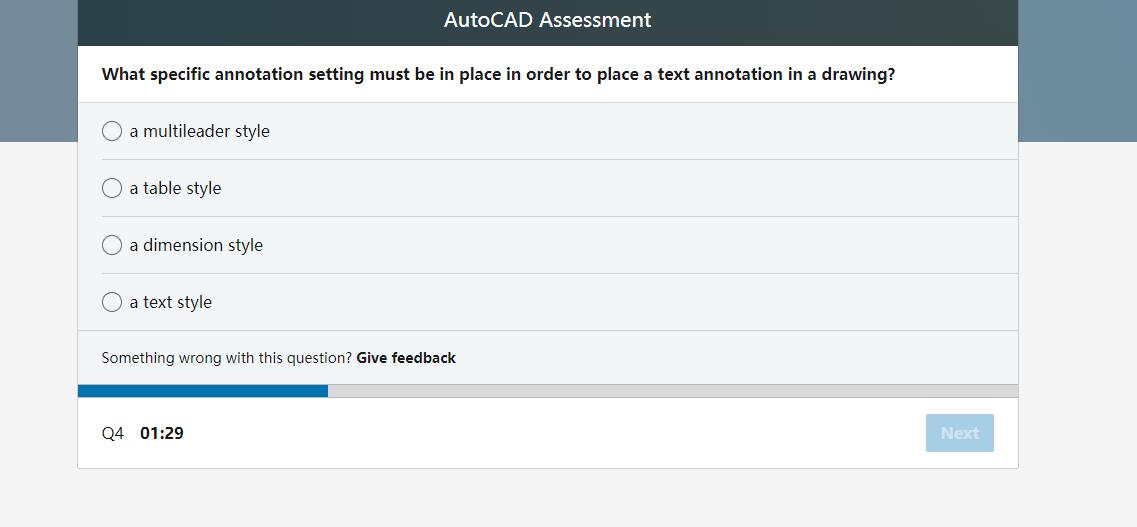 AutoCAD Assessment
What specific annotation setting must be in place in order to place a text annotation in a drawing?
a multileader style
a table style
a dimension style
a text style
Something wrong with this question? Give feedback
Q4 01:29
Next